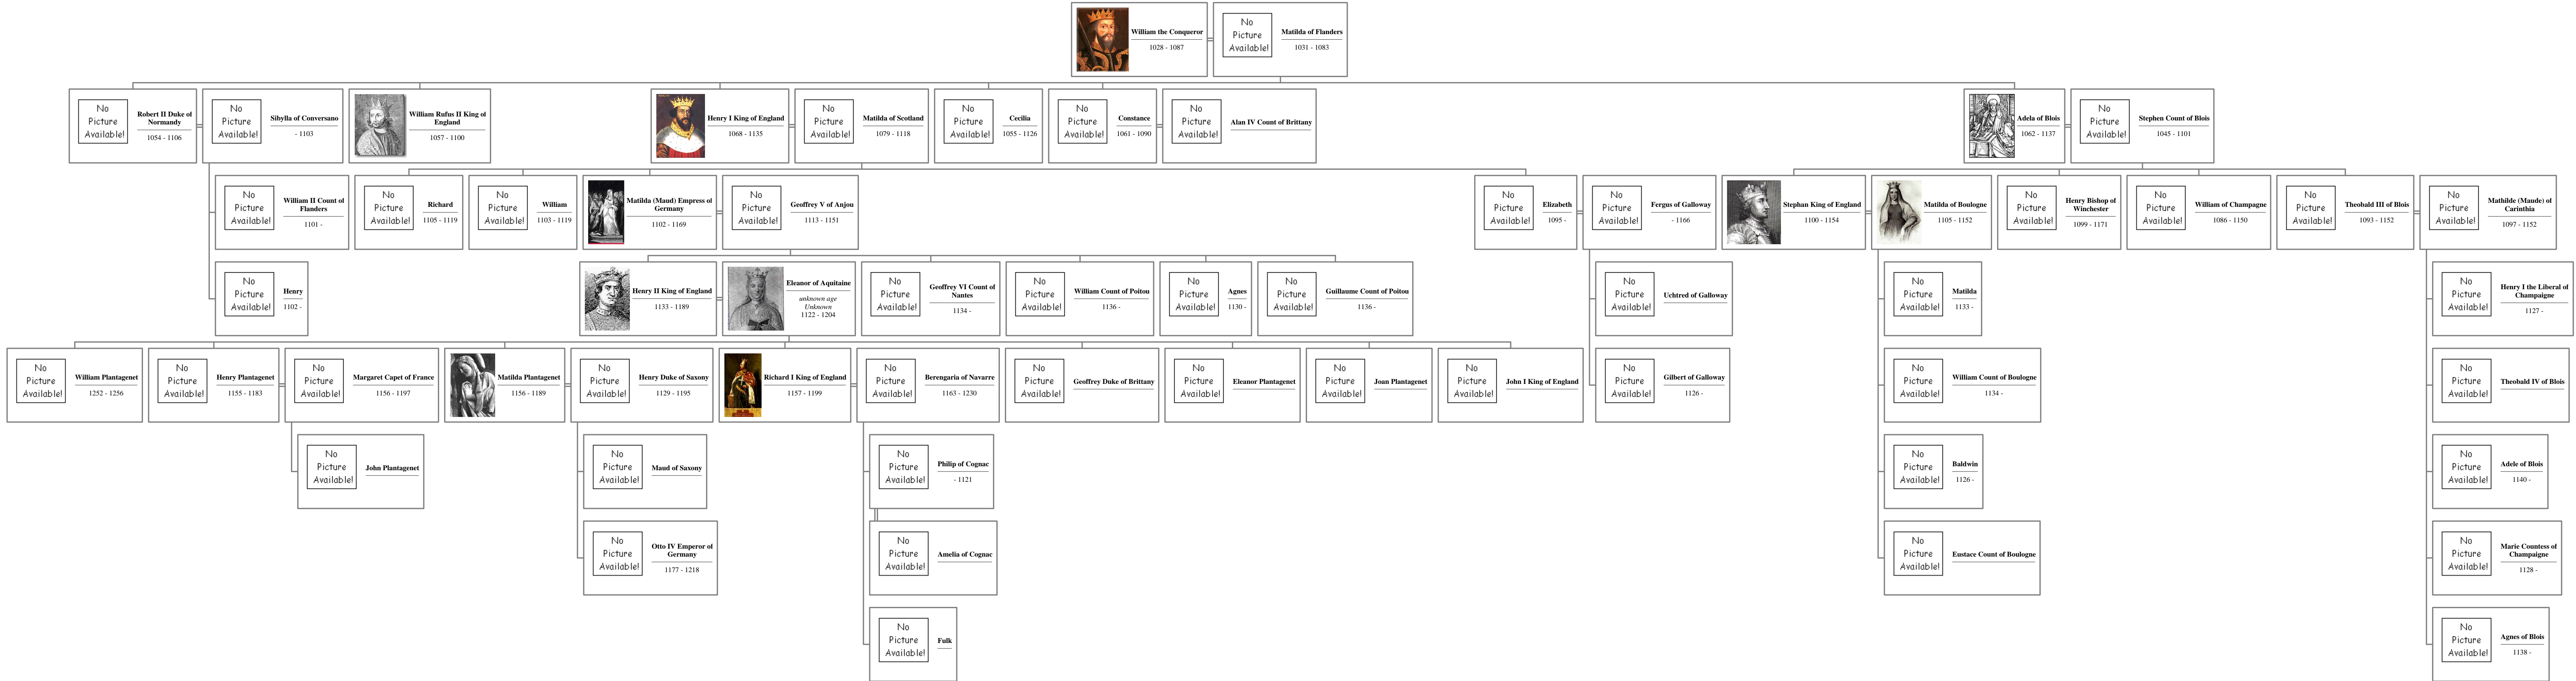 William the Conqueror
1028 - 1087
No
Picture
Available!
Matilda of Flanders
1031 - 1083
No
Picture
Available!
Robert II Duke of
Normandy
1054 - 1106
No
Picture
Available!
Sibylla of Conversano
- 1103
William Rufus II King of
England
1057 - 1100
Henry I King of England
1068 - 1135
No
Picture
Available!
Matilda of Scotland
1079 - 1118
No
Picture
Available!
Cecilia
1055 - 1126
No
Picture
Available!
Constance
1061 - 1090
No
Picture
Available!
Alan IV Count of Brittany
Adela of Blois
1062 - 1137
No
Picture
Available!
Stephen Count of Blois
1045 - 1101
No
Picture
Available!
William II Count of
Flanders
1101 -
No
Picture
Available!
Richard
1105 - 1119
No
Picture
Available!
William
1103 - 1119
Matilda (Maud) Empress of
Germany
1102 - 1169
No
Picture
Available!
Geoffrey V of Anjou
1113 - 1151
No
Picture
Available!
Elizabeth
1095 -
No
Picture
Available!
Fergus of Galloway
- 1166
Stephan King of England
1100 - 1154
Matilda of Boulogne
1105 - 1152
No
Picture
Available!
Henry Bishop of
Winchester
1099 - 1171
No
Picture
Available!
William of Champagne
1086 - 1150
No
Picture
Available!
Theobald III of Blois
1093 - 1152
No
Picture
Available!
Mathilde (Maude) of
Carinthia
1097 - 1152
No
Picture
Available!
Henry
1102 -
Henry II King of England
1133 - 1189
Eleanor of Aquitaine
unknown age
Unknown
1122 - 1204
No
Picture
Available!
Geoffrey VI Count of
Nantes
1134 -
No
Picture
Available!
William Count of Poitou
1136 -
No
Picture
Available!
Agnes
1130 -
No
Picture
Available!
Guillaume Count of Poitou
1136 -
No
Picture
Available!
Uchtred of Galloway
No
Picture
Available!
Matilda
1133 -
No
Picture
Available!
Henry I the Liberal of
Champaigne
1127 -
No
Picture
Available!
William Plantagenet
1252 - 1256
No
Picture
Available!
Henry Plantagenet
1155 - 1183
No
Picture
Available!
Margaret Capet of France
1156 - 1197
Matilda Plantagenet
1156 - 1189
No
Picture
Available!
Henry Duke of Saxony
1129 - 1195
Richard I King of England
1157 - 1199
No
Picture
Available!
Berengaria of Navarre
1163 - 1230
No
Picture
Available!
Geoffrey Duke of Brittany
No
Picture
Available!
Eleanor Plantagenet
No
Picture
Available!
Joan Plantagenet
No
Picture
Available!
John I King of England
No
Picture
Available!
Gilbert of Galloway
1126 -
No
Picture
Available!
William Count of Boulogne
1134 -
No
Picture
Available!
Theobald IV of Blois
No
Picture
Available!
John Plantagenet
No
Picture
Available!
Maud of Saxony
No
Picture
Available!
Philip of Cognac
- 1121
No
Picture
Available!
Baldwin
1126 -
No
Picture
Available!
Adele of Blois
1140 -
No
Picture
Available!
Otto IV Emperor of
Germany
1177 - 1218
No
Picture
Available!
Amelia of Cognac
No
Picture
Available!
Eustace Count of Boulogne
No
Picture
Available!
Marie Countess of
Champaigne
1128 -
No
Picture
Available!
Fulk
No
Picture
Available!
Agnes of Blois
1138 -